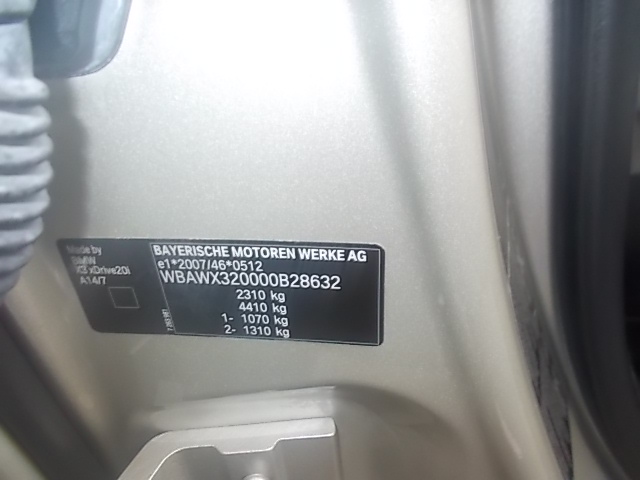 Made by
BMW
X3 xDrive20i
A14/7
BAYERISCHE MOTOREN WERKE AG
e1*2007/46*0512
WBAWX320000B28632
2310 kg
4410 kg
1- 1070 kg
2- 1310 kg